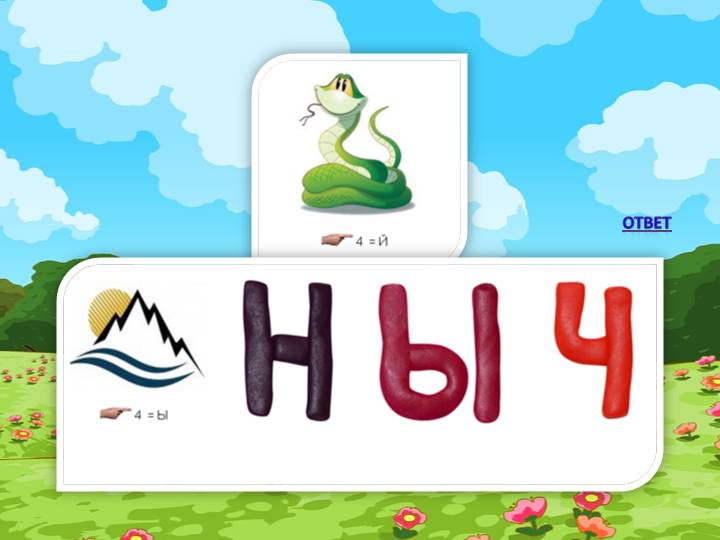 4 = Й
ОТВЕТ
Н Ы Ч
4 = Ы